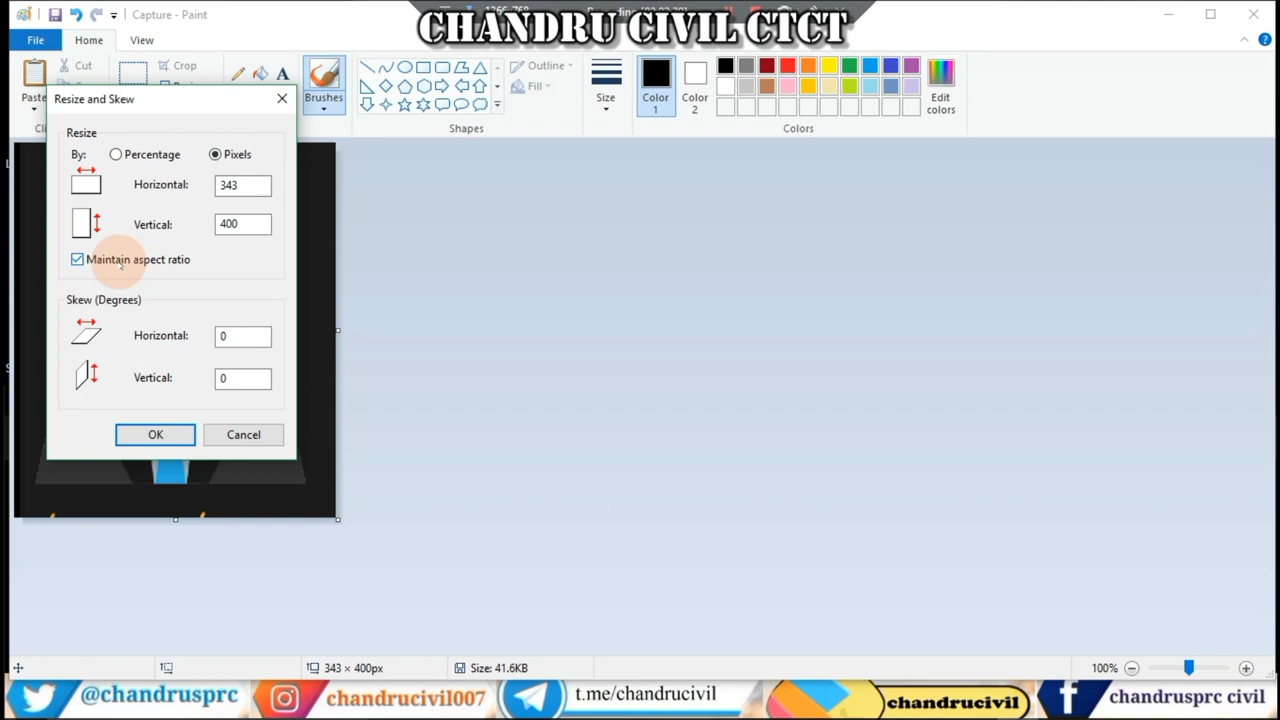 Capture - Paint
CHANDRU CIVIL CTCT
File
Home
View
Paste
Cut
Crop
A
Brushes
Outline
Fill
Shapes
Size
Color 1
Color 2
Edit colors
Colors
Resize and Skew
Resize
By:
Percentage
Pixels
Horizontal:
343
Vertical:
400
Maintain aspect ratio
Skew (Degrees)
Horizontal:
0
Vertical:
0
OK
Cancel
343 × 400px
Size: 41.6KB
100%
@chandrusprc
chandrucivil007
t.me/chandrucivil
chandrucivil
chandrusprc civil